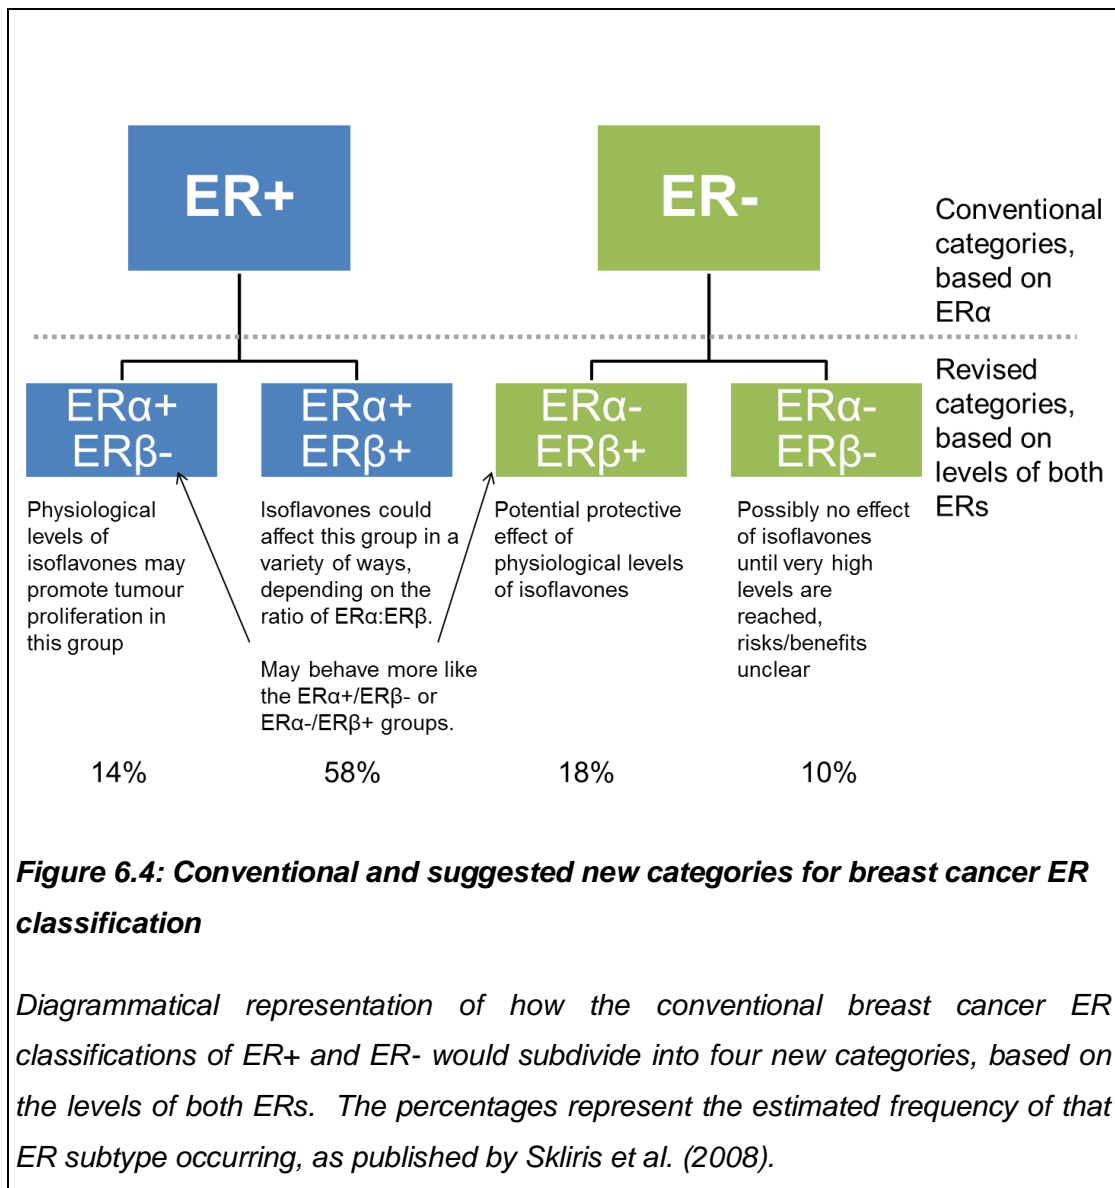 ER+
ER-
Conventional
categories,
based on
ERα
ERα+
ERβ-
ERα+
ERβ+
ERα-
ERβ+
ERα-
ERβ-
Revised
categories,
based on
levels of both
ERs
Physiological
levels of
isoflavones may
promote tumour
proliferation in
this group
Isoflavones could
affect this group in a
variety of ways,
depending on the
ratio of ERα:ERβ.
May behave more like
the ERα+/ERβ- or
ERα-/ERβ+ groups.
Potential protective
effect of
physiological levels
of isoflavones
Possibly no effect
of isoflavones
until very high
levels are
reached,
risks/benefits
unclear
14%
58%
18%
10%
Figure 6.4: Conventional and suggested new categories for breast cancer ER
classification
Diagrammatical representation of how the conventional breast cancer ER
classifications of ER+ and ER- would subdivide into four new categories, based on
the levels of both ERs. The percentages represent the estimated frequency of that
ER subtype occurring, as published by Skliris et al. (2008).